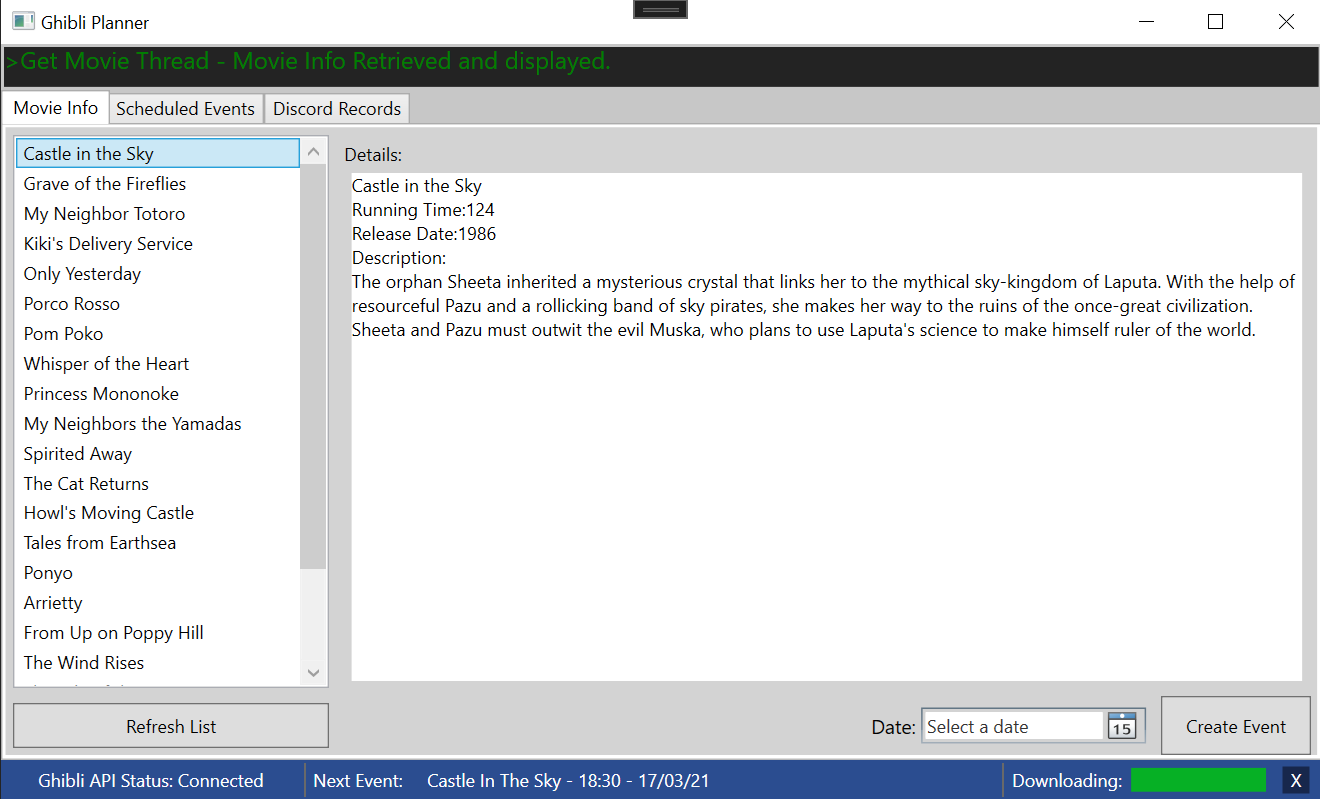 Ghibli Planner
>Get Movie Thread - Movie Info Retrieved and displayed.
Movie Info
Scheduled Events
Discord Records
Castle in the Sky
Grave of the Fireflies
My Neighbor Totoro
Kiki's Delivery Service
Only Yesterday
Porco Rosso
Pom Poko
Whisper of the Heart
Princess Mononoke
My Neighbors the Yamadas
Spirited Away
The Cat Returns
Howl's Moving Castle
Tales from Earthsea
Ponyo
Arrietty
From Up on Poppy Hill
The Wind Rises
Refresh List
Details:
Castle in the Sky
Running Time:124
Release Date:1986
Description:
The orphan Sheeta inherited a mysterious crystal that links her to the mythical sky-kingdom of Laputa. With the help of
resourceful Pazu and a rollicking band of sky pirates, she makes her way to the ruins of the once-great civilization.
Sheeta and Pazu must outwit the evil Muska, who plans to use Laputa's science to make himself ruler of the world.
Date:
Select a date
15
Create Event
Ghibli API Status: Connected
Next Event:
Castle In The Sky - 18:30 - 17/03/21
Downloading:
X